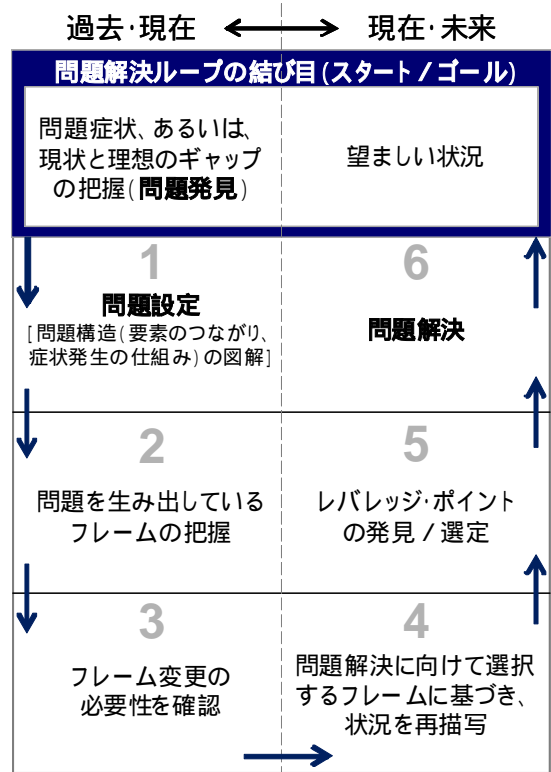 過去・現在 ⟷ 現在・未来
問題解決ループの結び目(スタート / ゴール)
問題症状、あるいは、
現状と理想のギャップ
の把握(問題発見)
望ましい状況
1
問題設定
[問題構造(要素のつながり、
症状発生の仕組み)の図解]
6
問題解決
2
問題を生み出している
フレームの把握
5
レバレッジ・ポイント
の発見 / 選定
3
フレーム変更の
必要性を確認
4
問題解決に向けて選択
するフレームに基づき、
状況を再描写